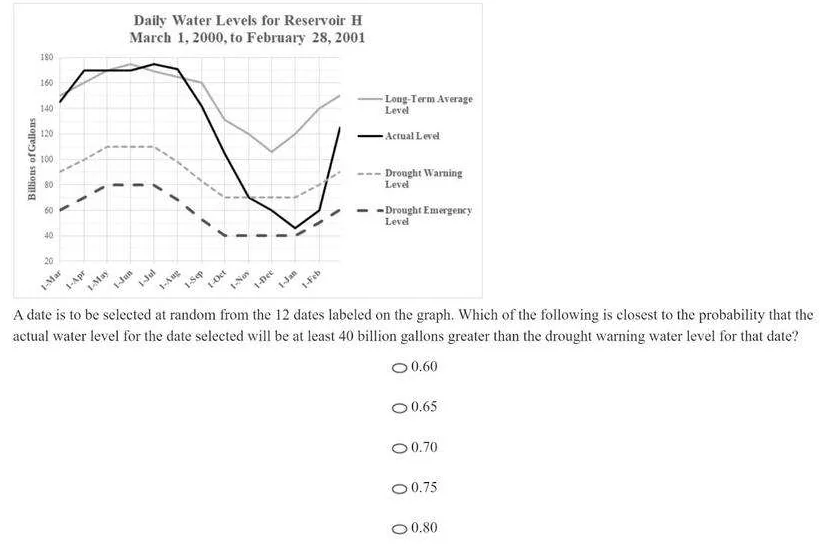 Daily Water Levels for Reservoir H
March 1, 2000, to February 28, 2001
Billions of Gallons
180
160
140
120
100
80
60
40
20
1-Mar
1-Apr
1-May
1-Jun
1-Jul
1-Aug
1-Sep
1-Oct
1-Nov
1-Dec
1-Jan
1-Feb
Long-Term Average
Level
Actual Level
Drought Warning
Level
Drought Emergency
Level
A date is to be selected at random from the 12 dates labeled on the graph. Which of the following is closest to the probability that the
actual water level for the date selected will be at least 40 billion gallons greater than the drought warning water level for that date?
0.60
0.65
0.70
0.75
0.80